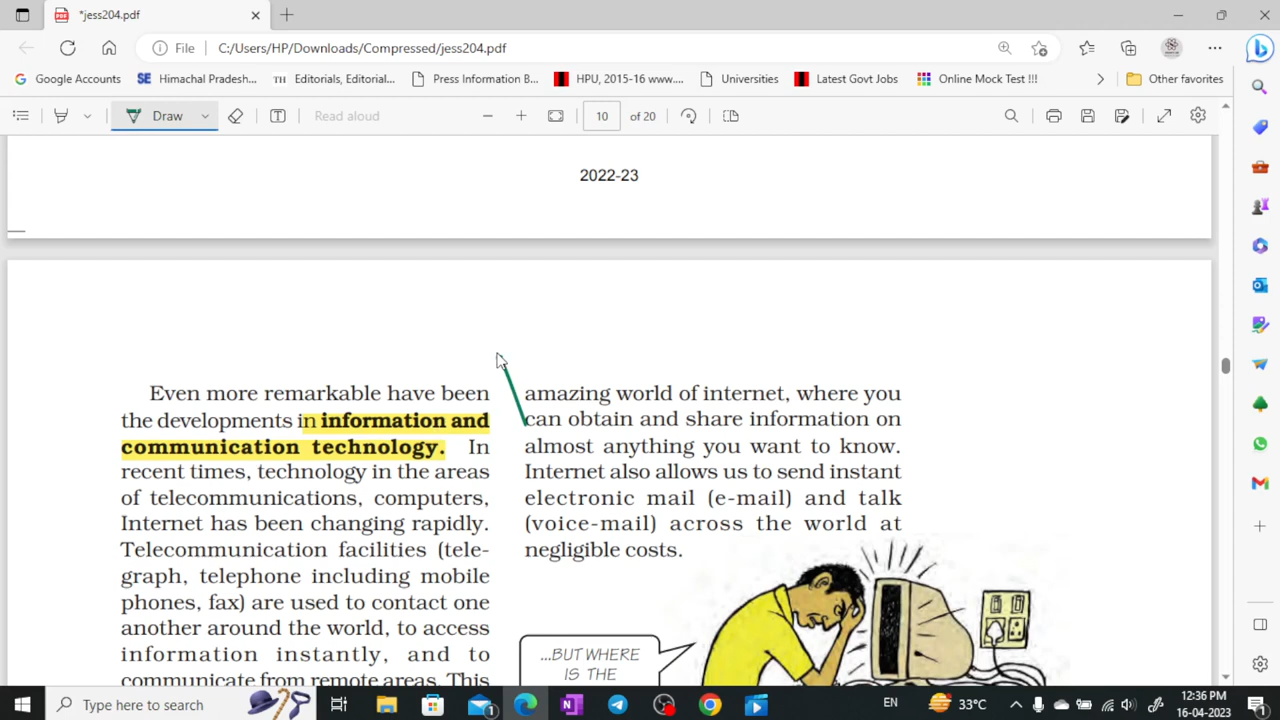 *jess204.pdf
File
C:/Users/HP/Downloads/Compressed/jess204.pdf
Google Accounts
SE Himachal Pradesh...
TH Editorials, Editorial...
Press Information B...
HPU, 2015-16 www....
Universities
Latest Govt Jobs
Online Mock Test !!!
Other favorites
Draw
Read aloud
10 of 20
2022-23
Even more remarkable have been
the developments in information and
communication technology. In
recent times, technology in the areas
of telecommunications, computers,
Internet has been changing rapidly.
Telecommunication facilities (tele-
graph, telephone including mobile
phones, fax) are used to contact one
another around the world, to access
information instantly, and to
communicate from remote areas. This
amazing world of internet, where you
can obtain and share information on
almost anything you want to know.
Internet also allows us to send instant
electronic mail (e-mail) and talk
(voice-mail) across the world at
negligible costs.
...BUT WHERE
IS THE
Type here to search
1
33°C
EN
12:36 PM
16-04-2023
1